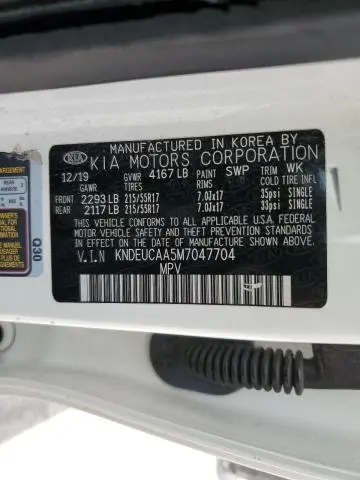 MANUFACTURED IN KOREA BY
KIA KIA MOTORS CORPORATION
12/19 GVWR 4167 LB PAINT SWP TRIM WK
GAWR TIRES RIMS COLD TIRE INFL
FRONT 2293 LB 215/55R17 7.0JX17 35psi SINGLE
REAR 2117 LB 215/55R17 7.0JX17 33psi SINGLE
THIS VEHICLE CONFORMS TO ALL APPLICABLE U.S.A FEDERAL
MOTOR VEHICLE SAFETY AND THEFT PREVENTION STANDARDS IN
EFFECT ON THE DATE OF MANUFACTURE SHOWN ABOVE.
V.I.N KNDEUCAA5M7047704
MPV
Q30